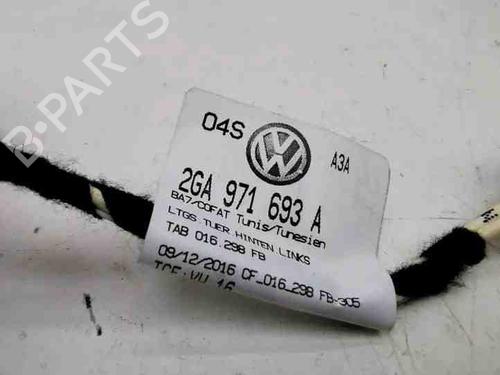 B-PARTS
04S
A3A
2GA 971 693 A
BA7/COFAT Tunis/Tunesien
LTGS.TUER HINTEN LINKS
TAB 016.298 FB
09/12/2016 CF_016_298 FB-305